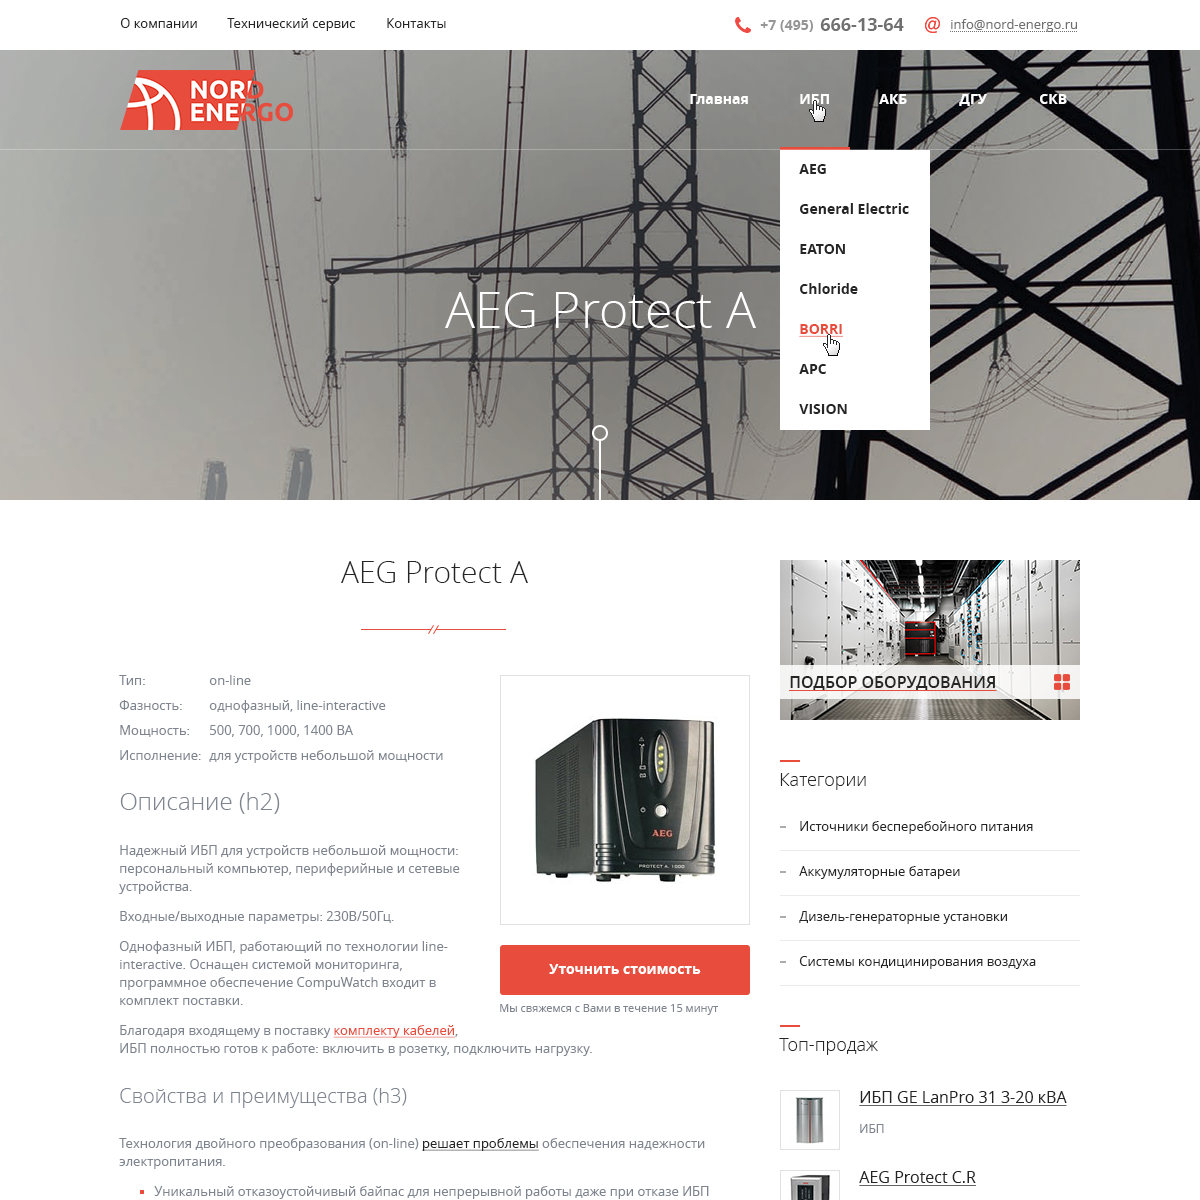 О компании Технический сервис Контакты +7 (495) 666-13-64 info@nord-energo.ru
NORD
ENERGO
Главная ИБП АКБ ДГУ СКВ
AEG
General Electric
EATON
Chloride
BORRI
APC
VISION
AEG Protect A
AEG Protect A
Тип: on-line
Фазность: однофазный, line-interactive
Мощность: 500, 700, 1000, 1400 ВА
Исполнение: для устройств небольшой мощности
Описание (h2)
Надежный ИБП для устройств небольшой мощности:
персональный компьютер, периферийные и сетевые
устройства.
Входные/выходные параметры: 230В/50Гц.
Однофазный ИБП, работающий по технологии line-
interactive. Оснащен системой мониторинга,
программное обеспечение CompuWatch входит в
комплект поставки.
Благодаря входящему в поставку комплекту кабелей,
ИБП полностью готов к работе: включить в розетку, подключить нагрузку.
AEG
PROTECT A. 1000
Уточнить стоимость
Мы свяжемся с Вами в течение 15 минут
Свойства и преимущества (h3)
Технология двойного преобразования (on-line) решает проблемы обеспечения надежности
электропитания.
Уникальный отказоустойчивый байпас для непрерывной работы даже при отказе ИБП
ПОДБОР ОБОРУДОВАНИЯ
Категории
Источники бесперебойного питания
Аккумуляторные батареи
Дизель-генераторные установки
Системы кондицинирования воздуха
Топ-продаж
ИБП GE LanPro 31 3-20 кВА
ИБП
AEG Protect C.R